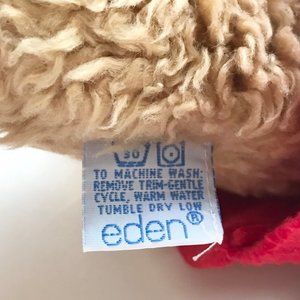 30
TO MACHINE WASH:
REMOVE TRIM-GENTLE
CYCLE, WARM WATER
TUMBLE DRY LOW
eden®